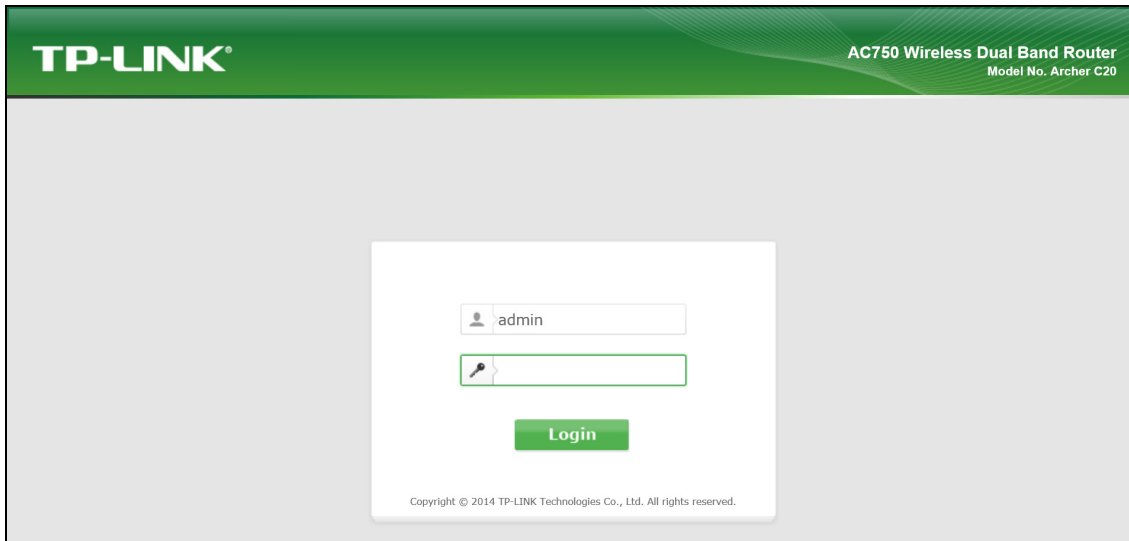 TP-LINK®
AC750 Wireless Dual Band Router
Model No. Archer C20
admin
Login
Copyright © 2014 TP-LINK Technologies Co., Ltd. All rights reserved.